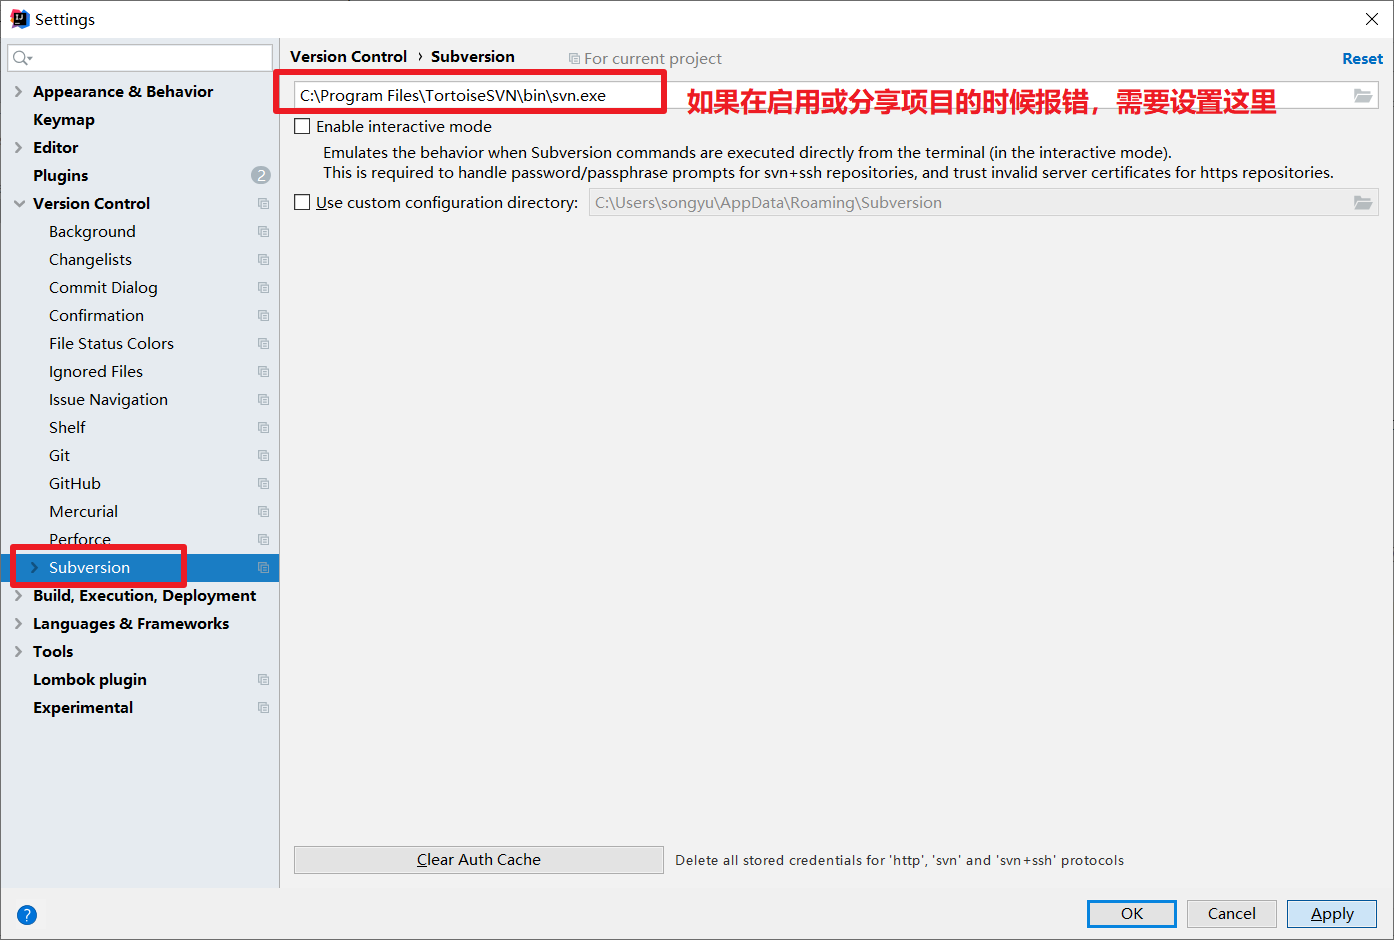 Settings
Version Control › Subversion
For current project
Reset
Appearance & Behavior
Keymap
Editor
Plugins
2
Version Control
Background
Changelists
Commit Dialog
Confirmation
File Status Colors
Ignored Files
Issue Navigation
Shelf
Git
GitHub
Mercurial
Perforce
Subversion
Build, Execution, Deployment
Languages & Frameworks
Tools
Lombok plugin
Experimental
C:\Program Files\TortoiseSVN\bin\svn.exe
如果在启用或分享项目的时候报错，需要设置这里
Enable interactive mode
Emulates the behavior when Subversion commands are executed directly from the terminal (in the interactive mode).
This is required to handle password/passphrase prompts for svn+ssh repositories, and trust invalid server certificates for https repositories.
Use custom configuration directory:
C:\Users\songyu\AppData\Roaming\Subversion
Clear Auth Cache
Delete all stored credentials for 'http', 'svn' and 'svn+ssh' protocols
?
OK
Cancel
Apply